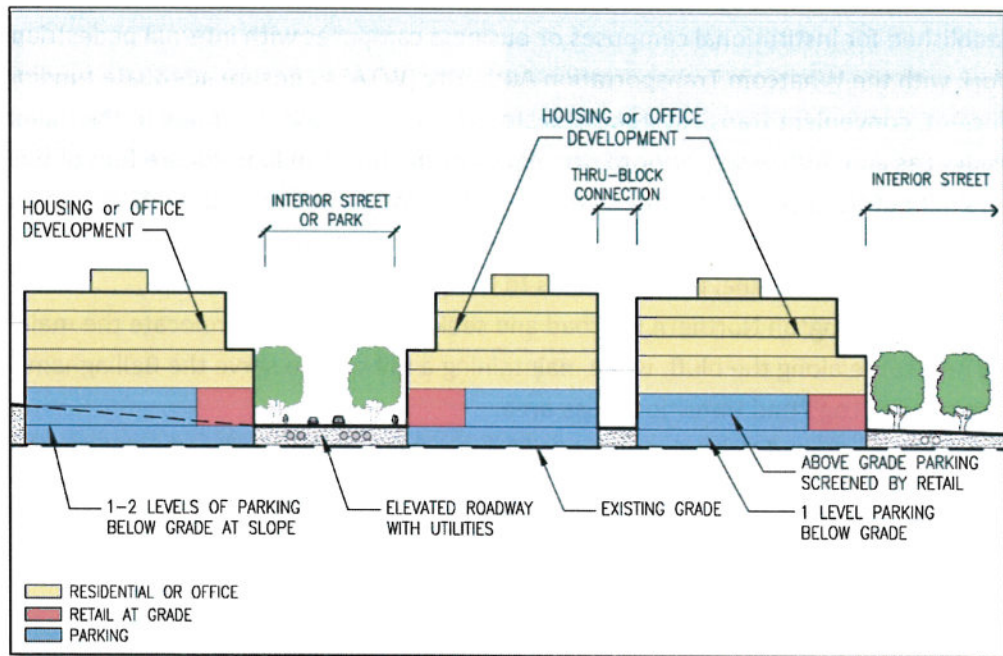 HOUSING or OFFICE
DEVELOPMENT
INTERIOR STREET
OR PARK
HOUSING or OFFICE
DEVELOPMENT
THRU-BLOCK
CONNECTION
INTERIOR STREET
1-2 LEVELS OF PARKING
BELOW GRADE AT SLOPE
ELEVATED ROADWAY
WITH UTILITIES
EXISTING GRADE
ABOVE GRADE PARKING
SCREENED BY RETAIL
1 LEVEL PARKING
BELOW GRADE
RESIDENTIAL OR OFFICE
RETAIL AT GRADE
PARKING